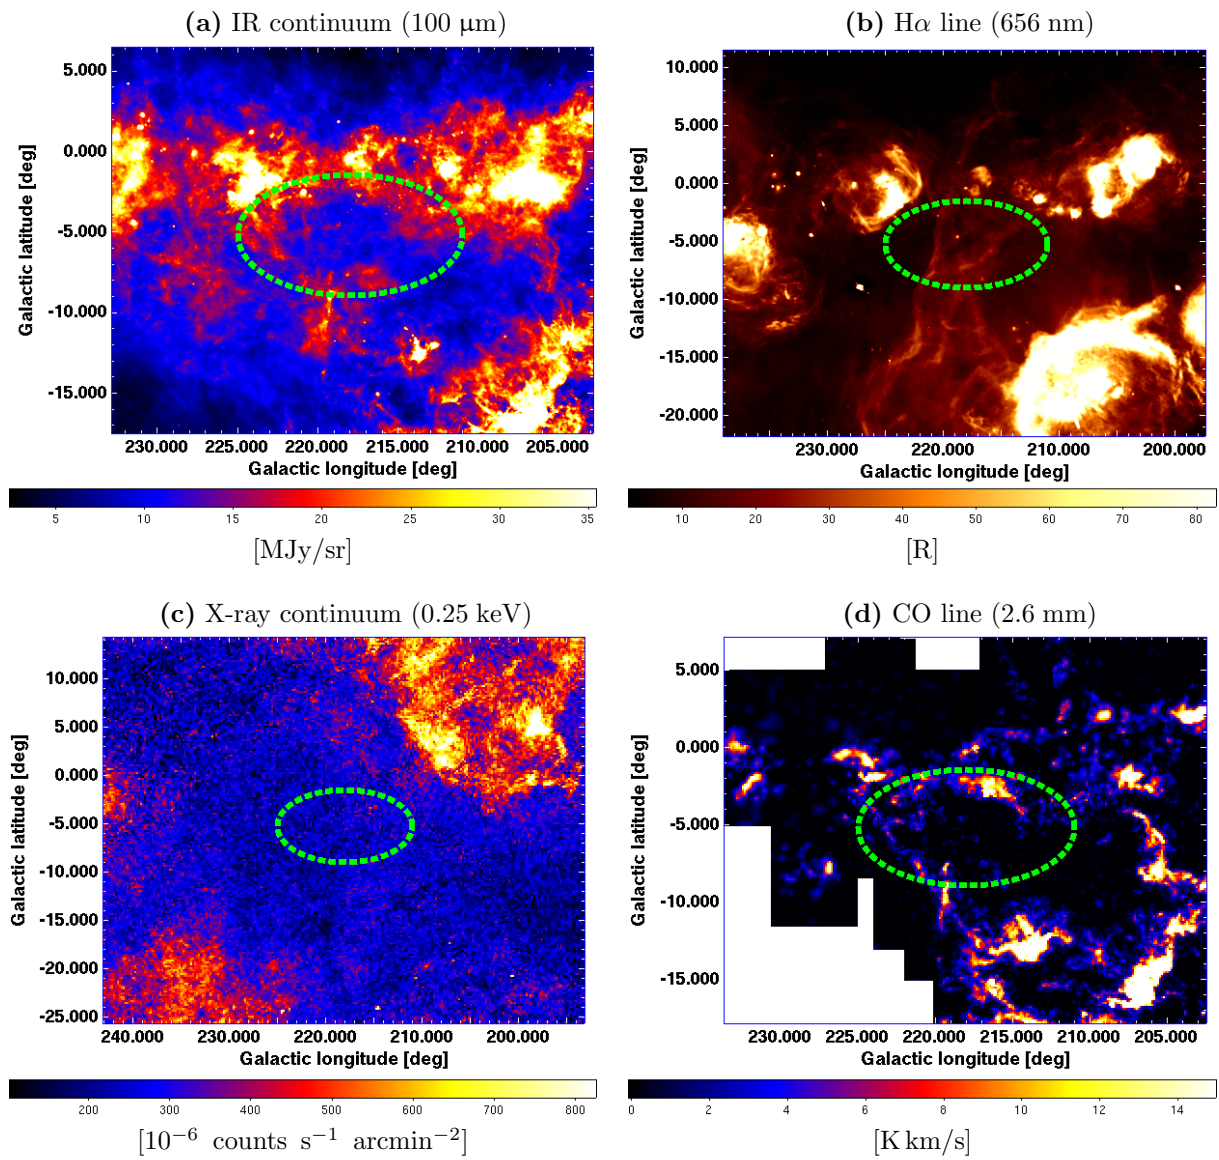 (a) IR continuum (100 μm)
5.000
0.000
-5.000
-10.000
-15.000
Galactic latitude [deg]
230.000 225.000 220.000 215.000 210.000 205.000
Galactic longitude [deg]
5 10 15 20 25 30 35
[MJy/sr]
(b) Hα line (656 nm)
10.000
5.000
0.000
-5.000
-10.000
-15.000
-20.000
Galactic latitude [deg]
230.000 220.000 210.000 200.000
Galactic longitude [deg]
10 20 30 40 50 60 70 80
[R]
(c) X-ray continuum (0.25 keV)
10.000
5.000
0.000
-5.000
-10.000
-15.000
-20.000
-25.000
Galactic latitude [deg]
240.000 230.000 220.000 210.000 200.000
Galactic longitude [deg]
200 300 400 500 600 700 800
[10⁻⁶ counts s⁻¹ arcmin⁻²]
(d) CO line (2.6 mm)
5.000
0.000
-5.000
-10.000
-15.000
Galactic latitude [deg]
230.000 225.000 220.000 215.000 210.000 205.000
Galactic longitude [deg]
0 2 4 6 8 10 12 14
[K km/s]